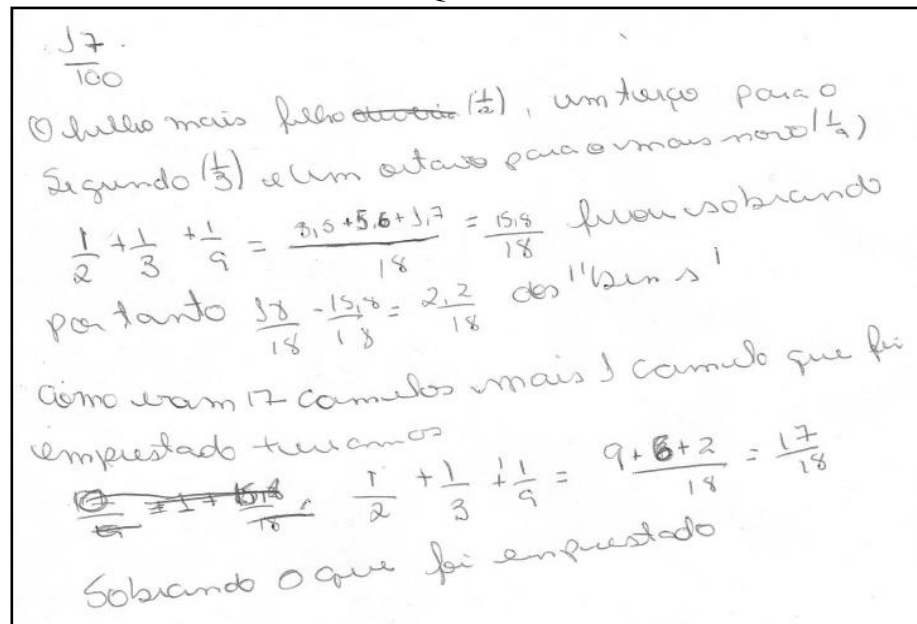 17
100
O filho mais filho (1/2), um terço para o
Segundo (1/3) e um oitavo para o mais novo (1/9)
1/2 + 1/3 + 1/9 = 8,5+5,6+1,7/18 = 15,8/18 ficou sobrando
portanto 18/18 - 15,8/18 = 2,2/18 dos "bens"
como eram 17 camelos mais 1 camelo que foi
emprestado teriamos
1/2 + 1/3 + 1/9 = 9+6+2/18 = 17/18
Sobrando o que foi emprestado